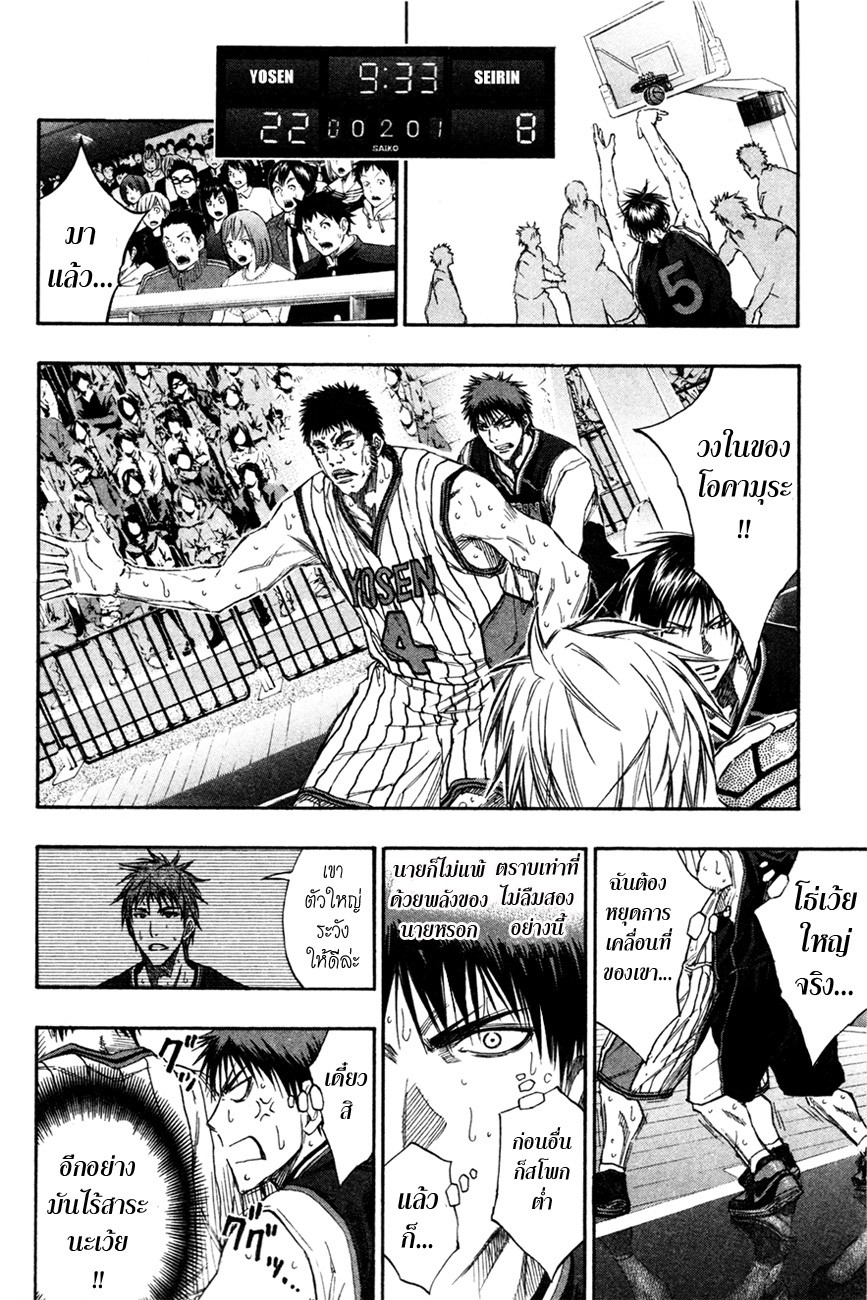 YOSEN
9:33
SEIRIN
22
00201
8
SAIKO
5
มา
แล้ว...
วงในของ
โอคามุระ
!!
YOSEN
4
โธ่เว้ย
ใหญ่
จริง...
ฉันต้อง
หยุดการ
เคลื่อนที่
ของเขา...
ตราบเท่าที่
ไม่ลืมสอง
อย่างนี้
นายก็ไม่แพ้
ด้วยพลังของ
นายหรอก
ก่อนอื่น
ก็สโพก
ต่ำ
แล้ว
ก็...
เขา
ตัวใหญ่
ระวัง
ให้ดีล่ะ
เดี๋ยว
สิ
อีกอย่าง
มันไร้สาระ
นะเว้ย
!!
グッ...
ググッ...